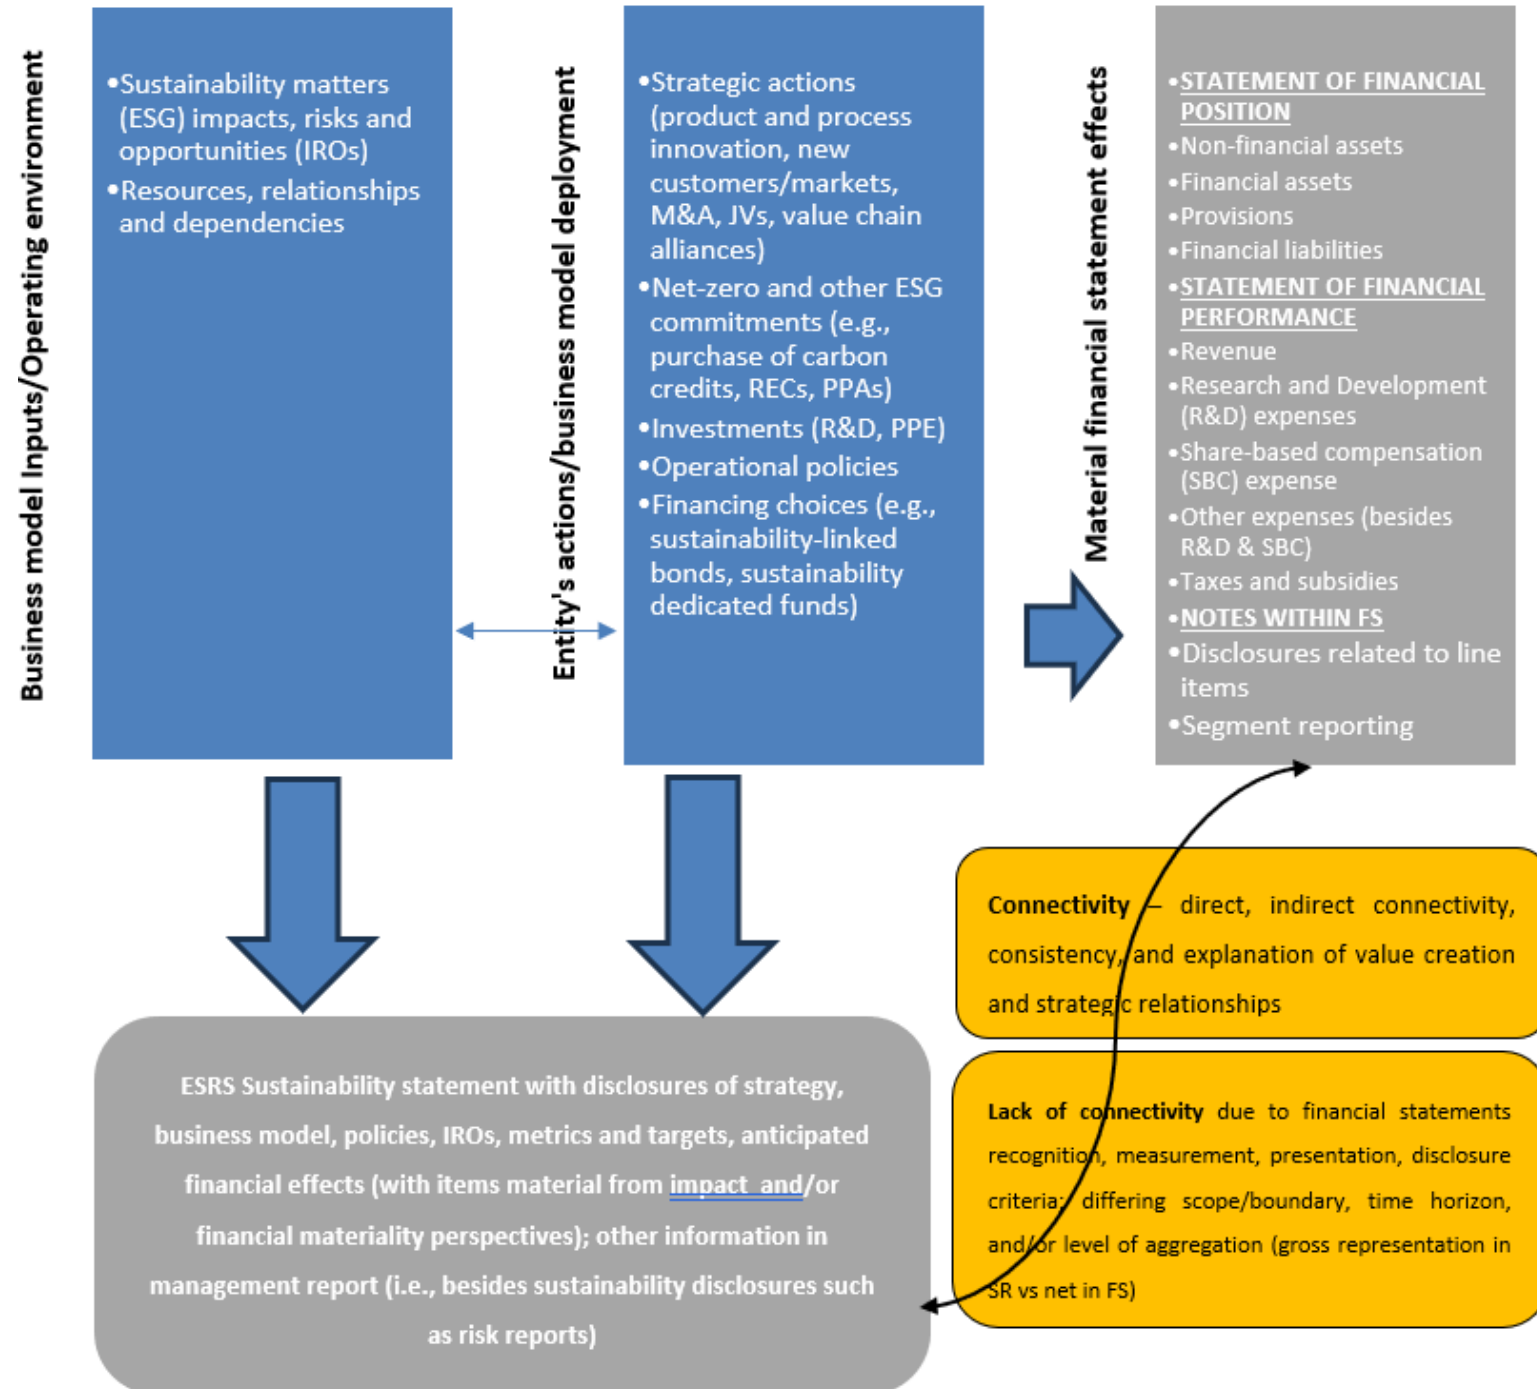 Business model Inputs/Operating environment
•Sustainability matters
(ESG) impacts, risks and
opportunities (IROs)
•Resources, relationships
and dependencies
Entity's actions/business model deployment
•Strategic actions
(product and process
innovation, new
customers/markets,
M&A, JVs, value chain
alliances)
•Net-zero and other ESG
commitments (e.g.,
purchase of carbon
credits, RECs, PPAs)
•Investments (R&D, PPE)
•Operational policies
•Financing choices (e.g.,
sustainability-linked
bonds, sustainability
dedicated funds)
Material financial statement effects
•STATEMENT OF FINANCIAL
POSITION
•Non-financial assets
•Financial assets
•Provisions
•Financial liabilities
•STATEMENT OF FINANCIAL
PERFORMANCE
•Revenue
•Research and Development
(R&D) expenses
•Share-based compensation
(SBC) expense
•Other expenses (besides
R&D & SBC)
•Taxes and subsidies
•NOTES WITHIN FS
•Disclosures related to line
items
•Segment reporting
Connectivity – direct, indirect connectivity,
consistency, and explanation of value creation
and strategic relationships
Lack of connectivity due to financial statements
recognition, measurement, presentation, disclosure
criteria; differing scope/boundary, time horizon,
and/or level of aggregation (gross representation in
SR vs net in FS)
ESRS Sustainability statement with disclosures of strategy,
business model, policies, IROs, metrics and targets, anticipated
financial effects (with items material from impact and/or
financial materiality perspectives); other information in
management report (i.e., besides sustainability disclosures such
as risk reports)